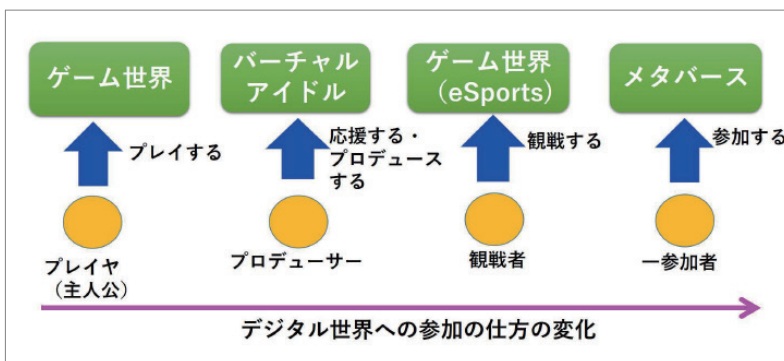 ゲーム世界
バーチャル
アイドル
ゲーム世界
（eSports）
メタバース
プレイする
応援する・
プロデュース
する
観戦する
参加する
プレイヤ
（主人公）
プロデューサー
観戦者
一参加者
デジタル世界への参加の仕方の変化